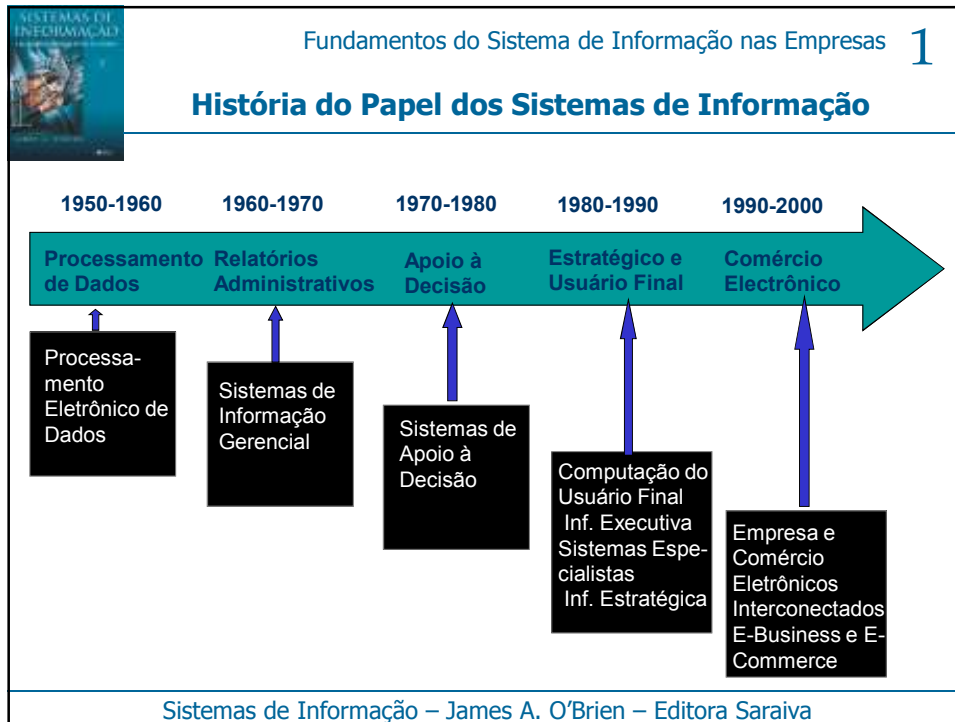 SISTEMAS DE
INFORMAÇÃO
Fundamentos do Sistema de Informação nas Empresas 1
História do Papel dos Sistemas de Informação
1950-1960 1960-1970 1970-1980 1980-1990 1990-2000
Processamento
de Dados
Relatórios
Administrativos
Apoio à
Decisão
Estratégico e
Usuário Final
Comércio
Electrônico
Processa-
mento
Eletrônico de
Dados
Sistemas de
Informação
Gerencial
Sistemas de
Apoio à
Decisão
Computação do
Usuário Final
Inf. Executiva
Sistemas Espe-
cialistas
Inf. Estratégica
Empresa e
Comércio
Eletrônicos
Interconectados
E-Business e E-
Commerce
Sistemas de Informação – James A. O’Brien – Editora Saraiva